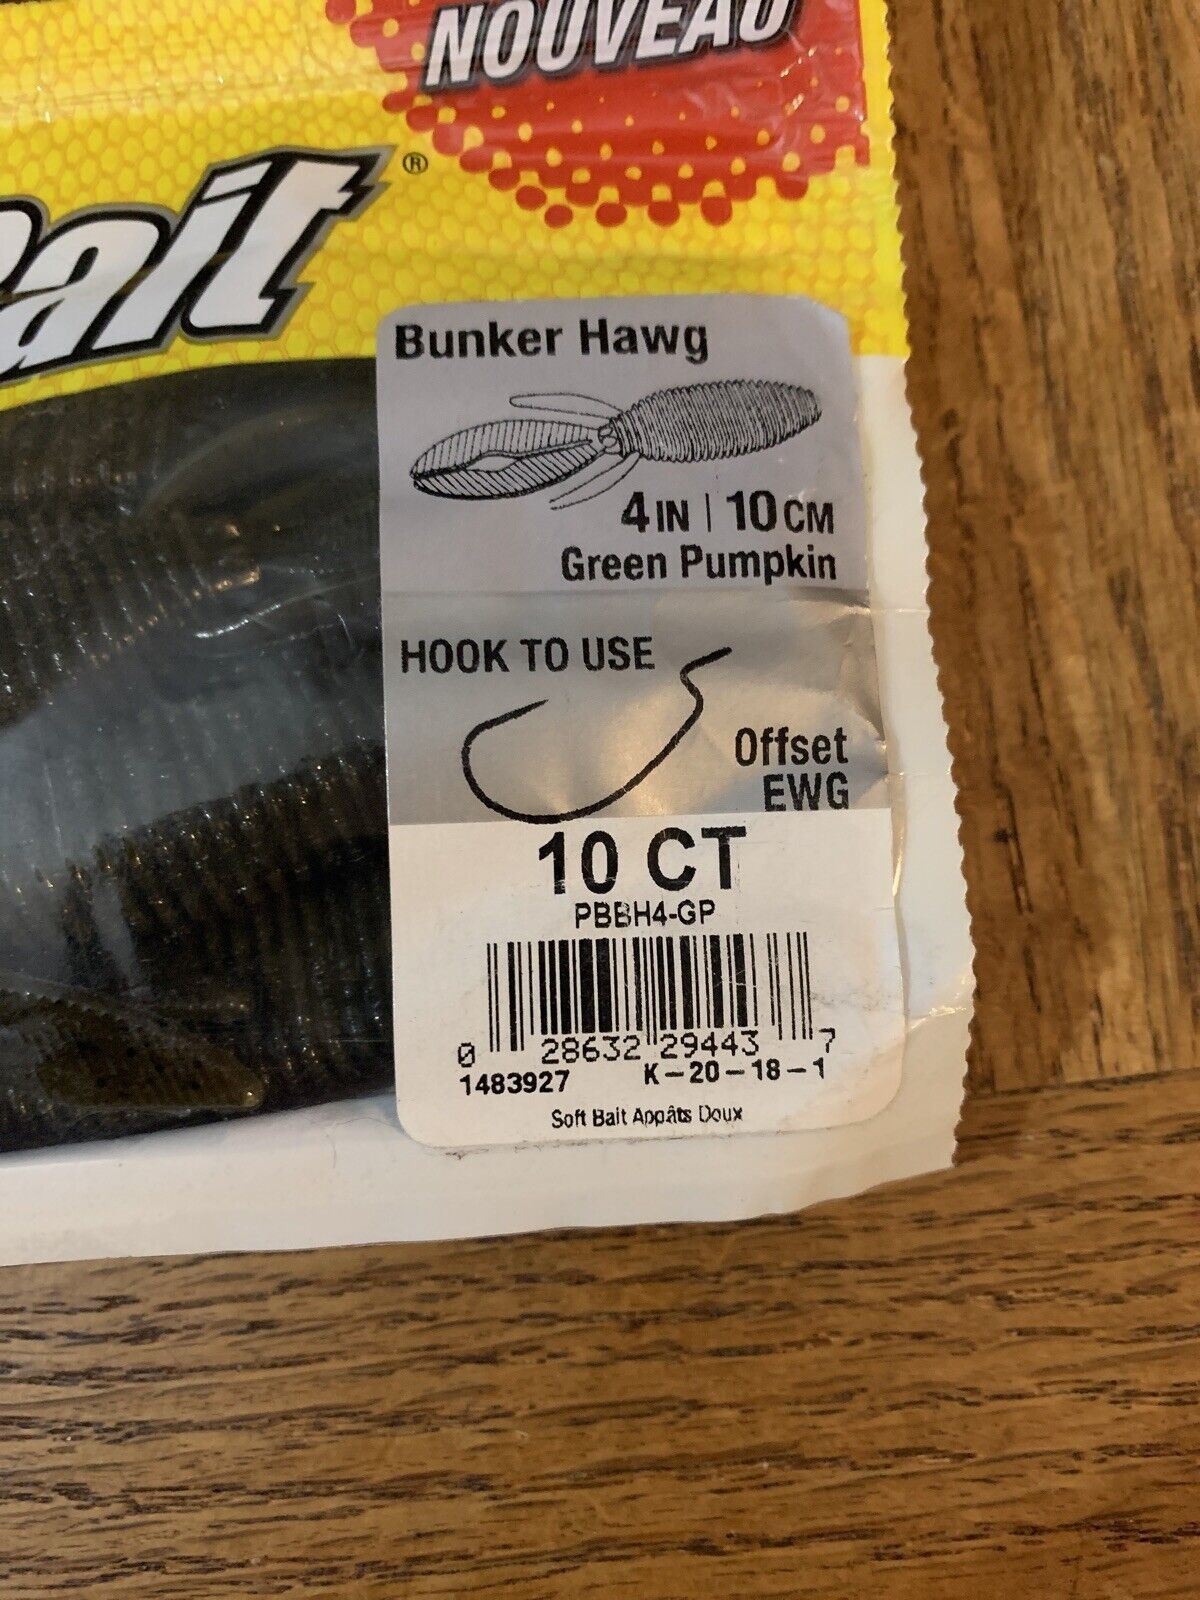 NOUVEAU
Bait®
Bunker Hawg
4 IN | 10 CM
Green Pumpkin
HOOK TO USE
Offset
EWG
10 CT
PBBH4-GP
0 28632 29443 7
1483927 K-20-18-1
Soft Bait Appâts Doux